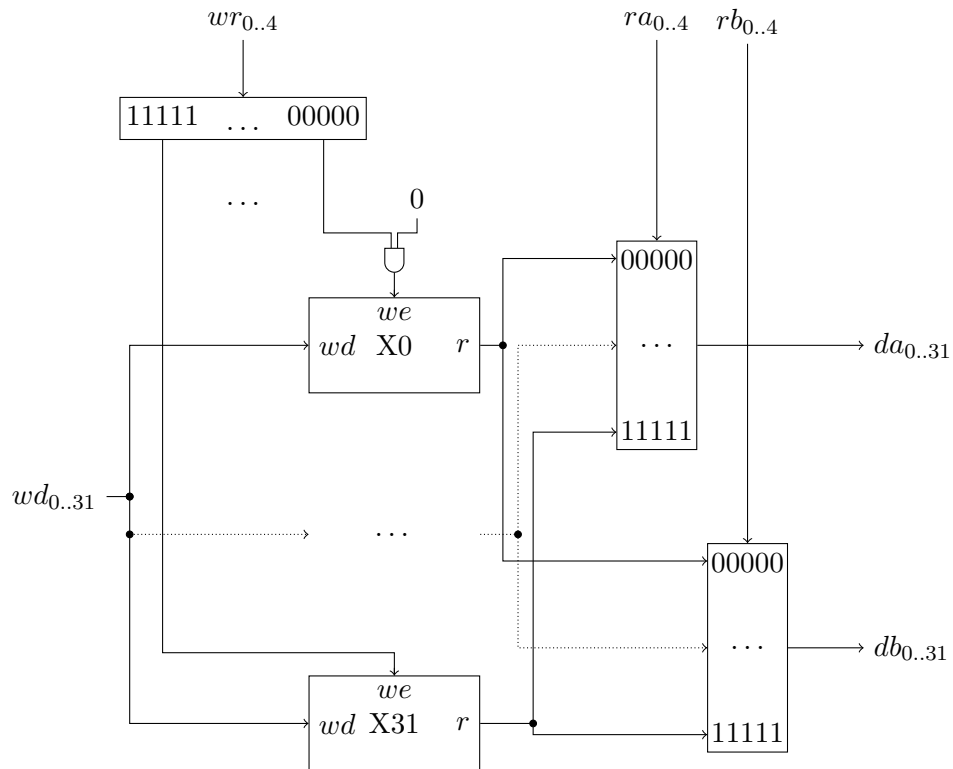 wr0..4 ra0..4 rb0..4
11111 ... 00000
...
0
00000
we
wd X0 r
...
da0..31
11111
wd0..31
...
00000
...
db0..31
we
wd X31 r
11111